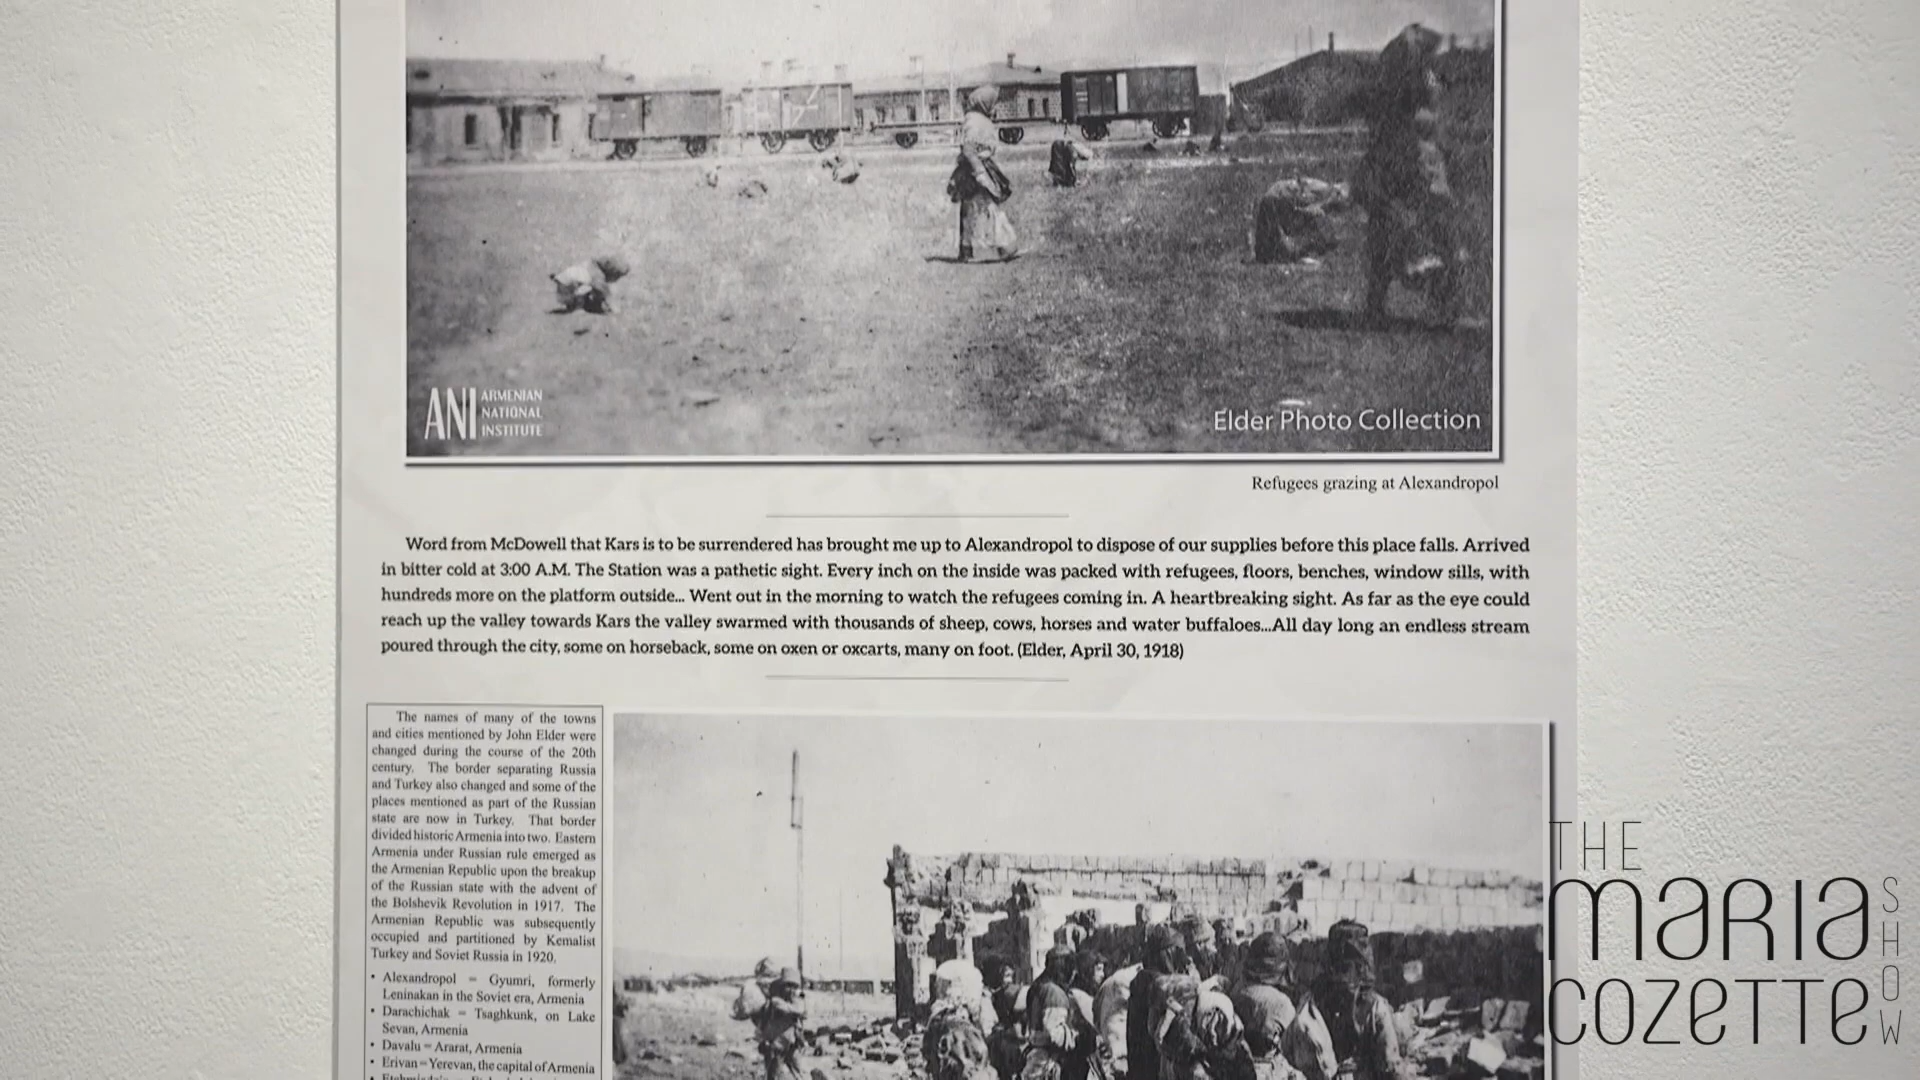 ANI ARMENIAN
NATIONAL
INSTITUTE
Elder Photo Collection
Refugees grazing at Alexandropol
Word from McDowell that Kars is to be surrendered has brought me up to Alexandropol to dispose of our supplies before this place falls. Arrived
in bitter cold at 3:00 A.M. The Station was a pathetic sight. Every inch on the inside was packed with refugees, floors, benches, window sills, with
hundreds more on the platform outside... Went out in the morning to watch the refugees coming in. A heartbreaking sight. As far as the eye could
reach up the valley towards Kars the valley swarmed with thousands of sheep, cows, horses and water buffaloes...All day long an endless stream
poured through the city, some on horseback, some on oxen or oxcarts, many on foot. (Elder, April 30, 1918)
The names of many of the towns
and cities mentioned by John Elder were
changed during the course of the 20th
century. The border separating Russia
and Turkey also changed and some of the
places mentioned as part of the Russian
state are now in Turkey. That border
divided historic Armenia into two. Eastern
Armenia under Russian rule emerged as
the Armenian Republic upon the breakup
of the Russian state with the advent of
the Bolshevik Revolution in 1917. The
Armenian Republic was subsequently
occupied and partitioned by Kemalist
Turkey and Soviet Russia in 1920.
• Alexandropol = Gyumri, formerly
Leninakan in the Soviet era, Armenia
• Darachichak = Tsaghkunk, on Lake
Sevan, Armenia
• Davalu = Ararat, Armenia
• Erivan = Yerevan, the capital of Armenia
THE
MARIA
COZETTE
SHOW